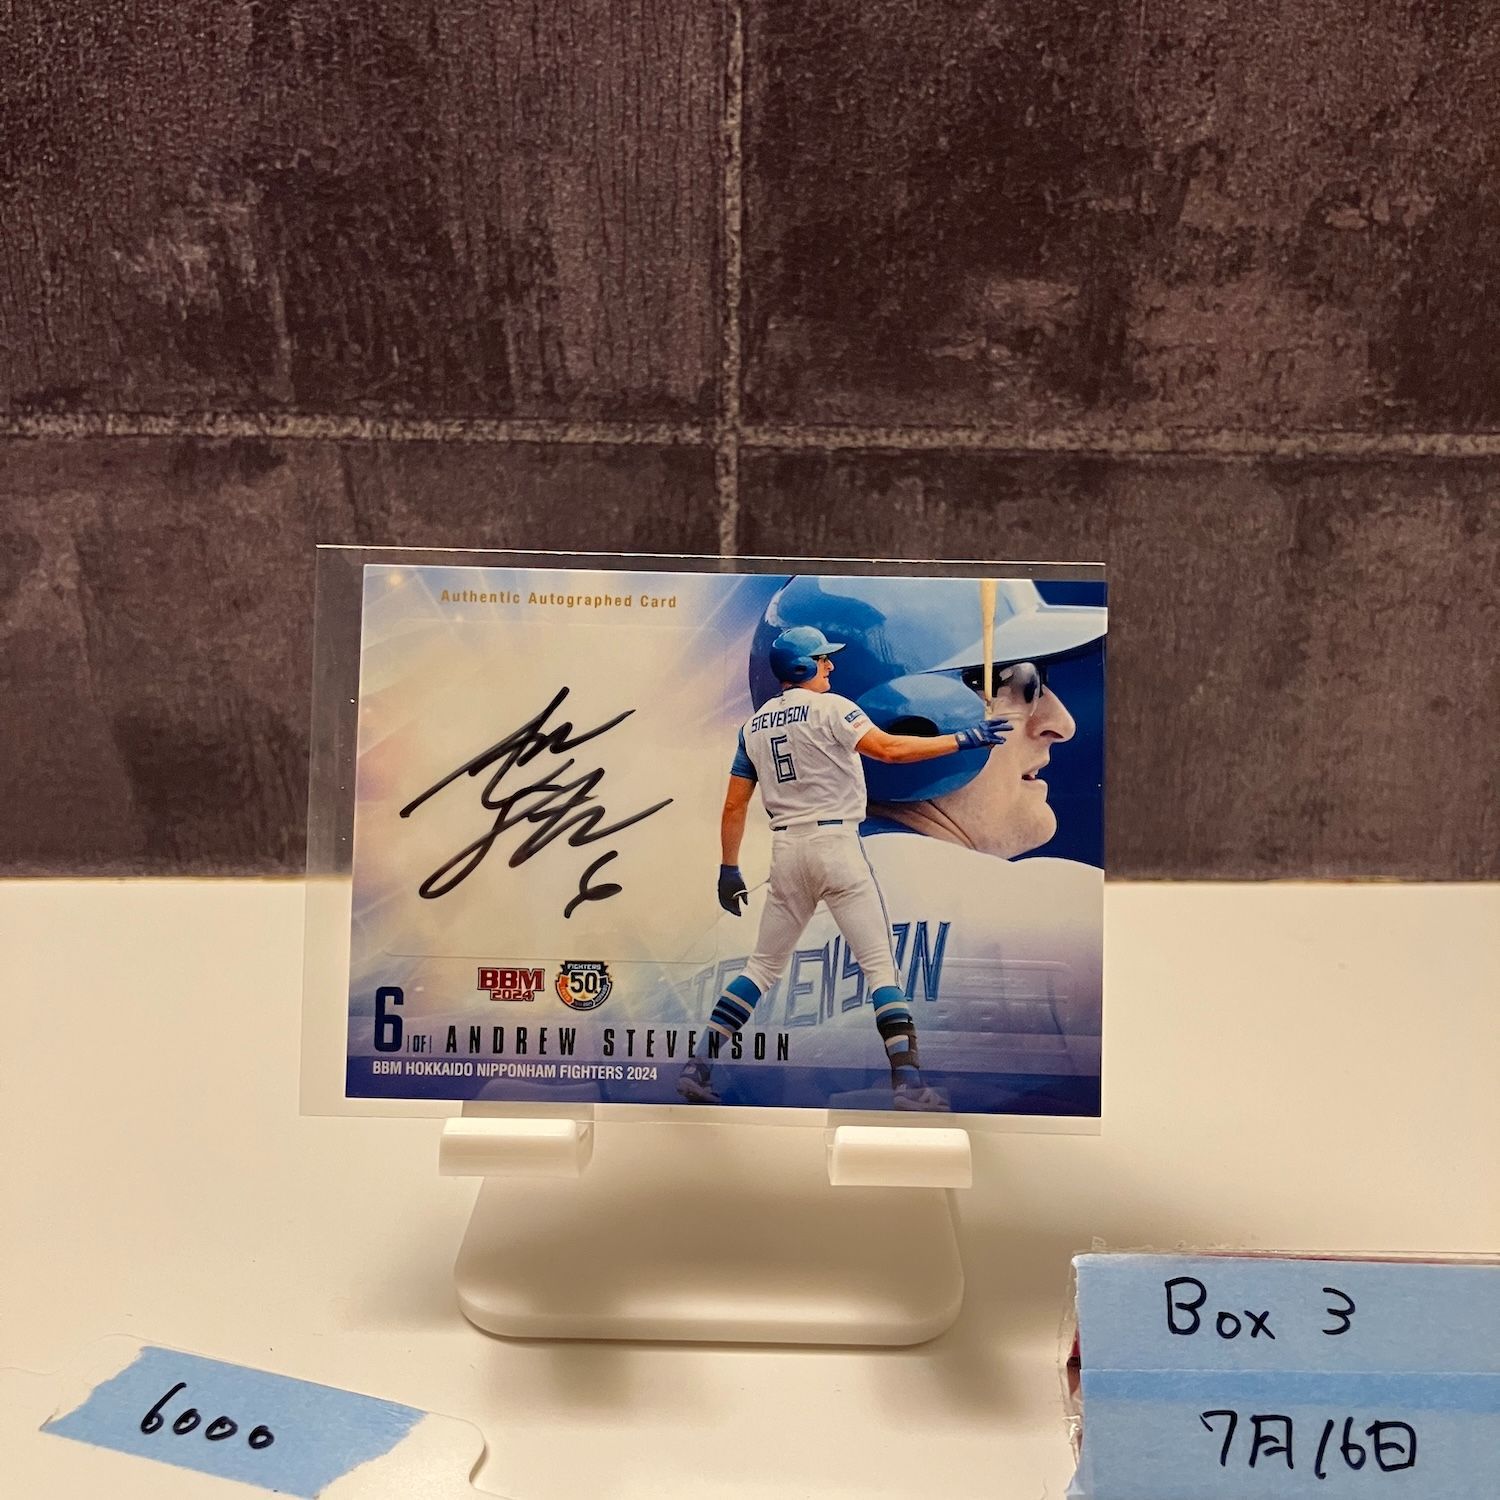 Authentic Autographed Card
STEVENSON
6
6
BBM
2024
FIGHTERS
50
STEVENSON
6 |OF| ANDREW STEVENSON
BBM HOKKAIDO NIPPONHAM FIGHTERS 2024
6000
Box 3
7月16日